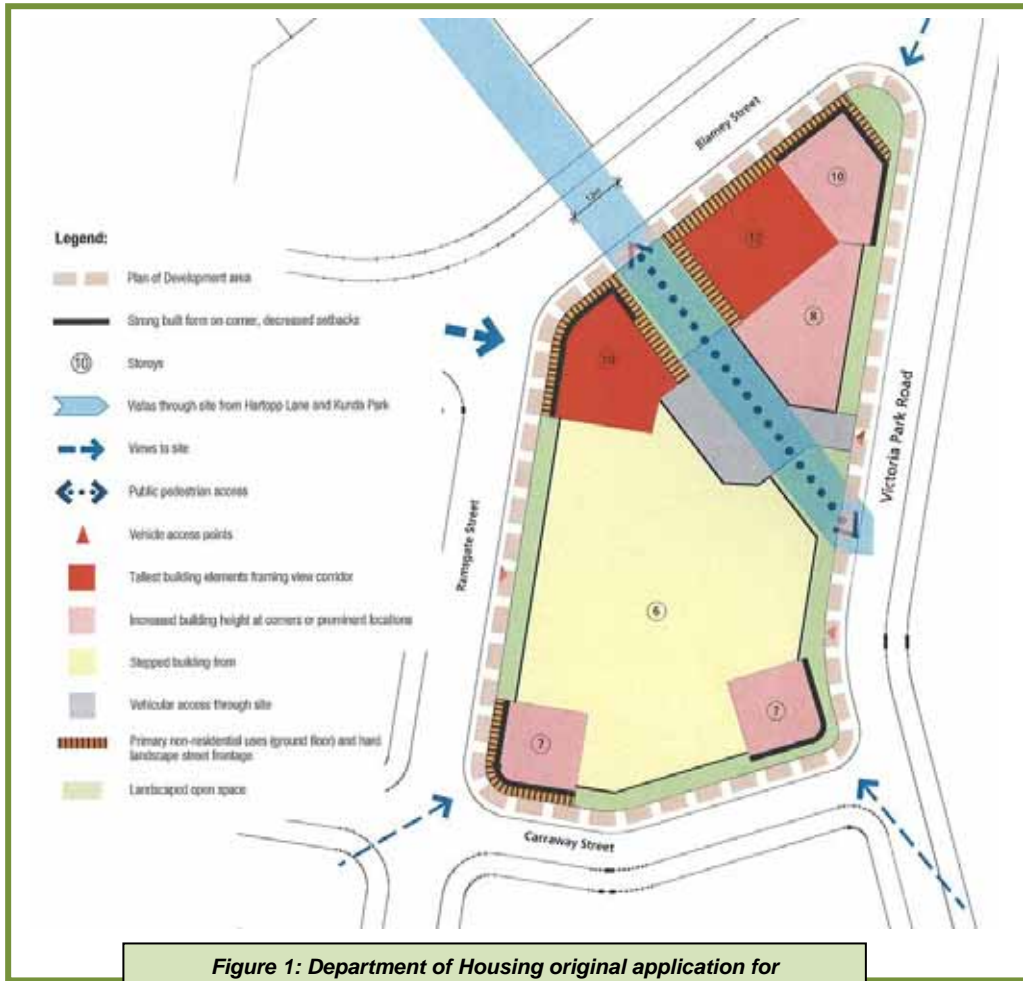 Legend:
Plan of Development area
Strong built form on corner, decreased setbacks
10
Storeys
Vistas through site from Hartopp Lane and Kunda Park
Views to site
Public pedestrian access
Vehicle access points
Tallest building elements framing view corridor
Increased building height at corners or prominent locations
Stepped building from
Vehicular access through site
Primary non-residential uses (ground floor) and hard
landscape street frontage
Landscaped open space
Blamey Street
10
8
Ramsgate Street
Victoria Park Road
6
7
7
Carraway Street
Figure 1: Department of Housing original application for